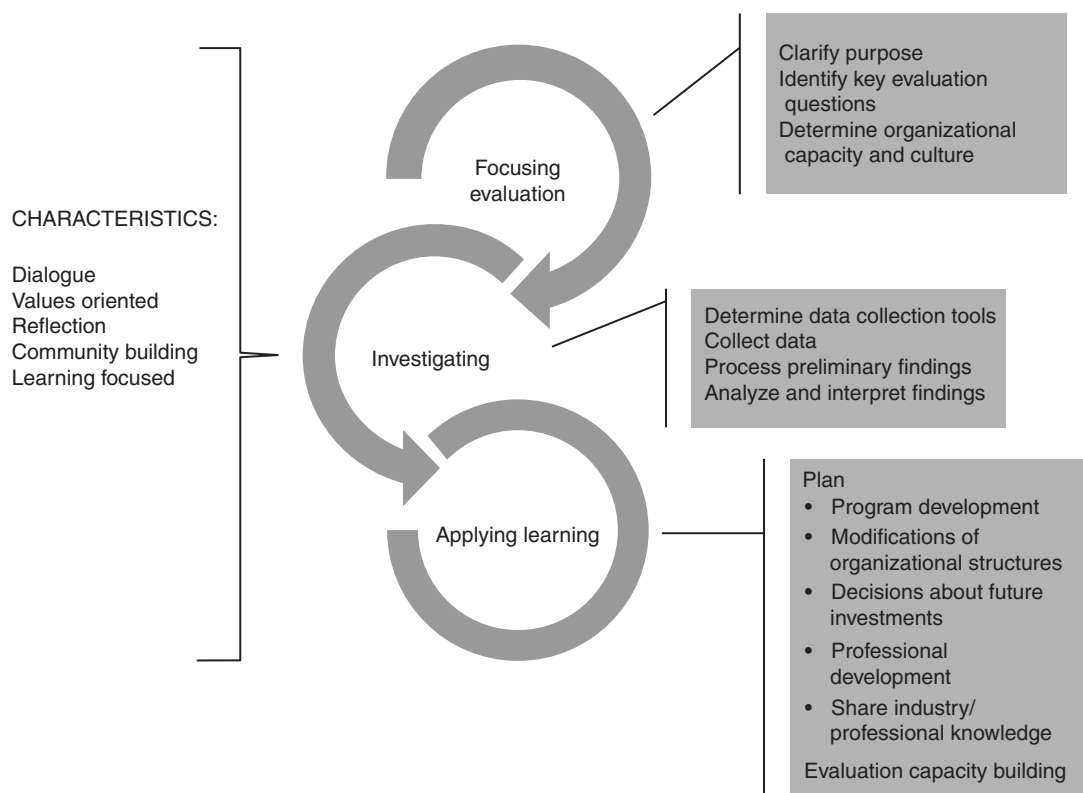 CHARACTERISTICS:
Dialogue
Values oriented
Reflection
Community building
Learning focused
Focusing
evaluation
Clarify purpose
Identify key evaluation
questions
Determine organizational
capacity and culture
Investigating
Determine data collection tools
Collect data
Process preliminary findings
Analyze and interpret findings
Applying learning
Plan
• Program development
• Modifications of
organizational structures
• Decisions about future
investments
• Professional
development
• Share industry/
professional knowledge
Evaluation capacity building